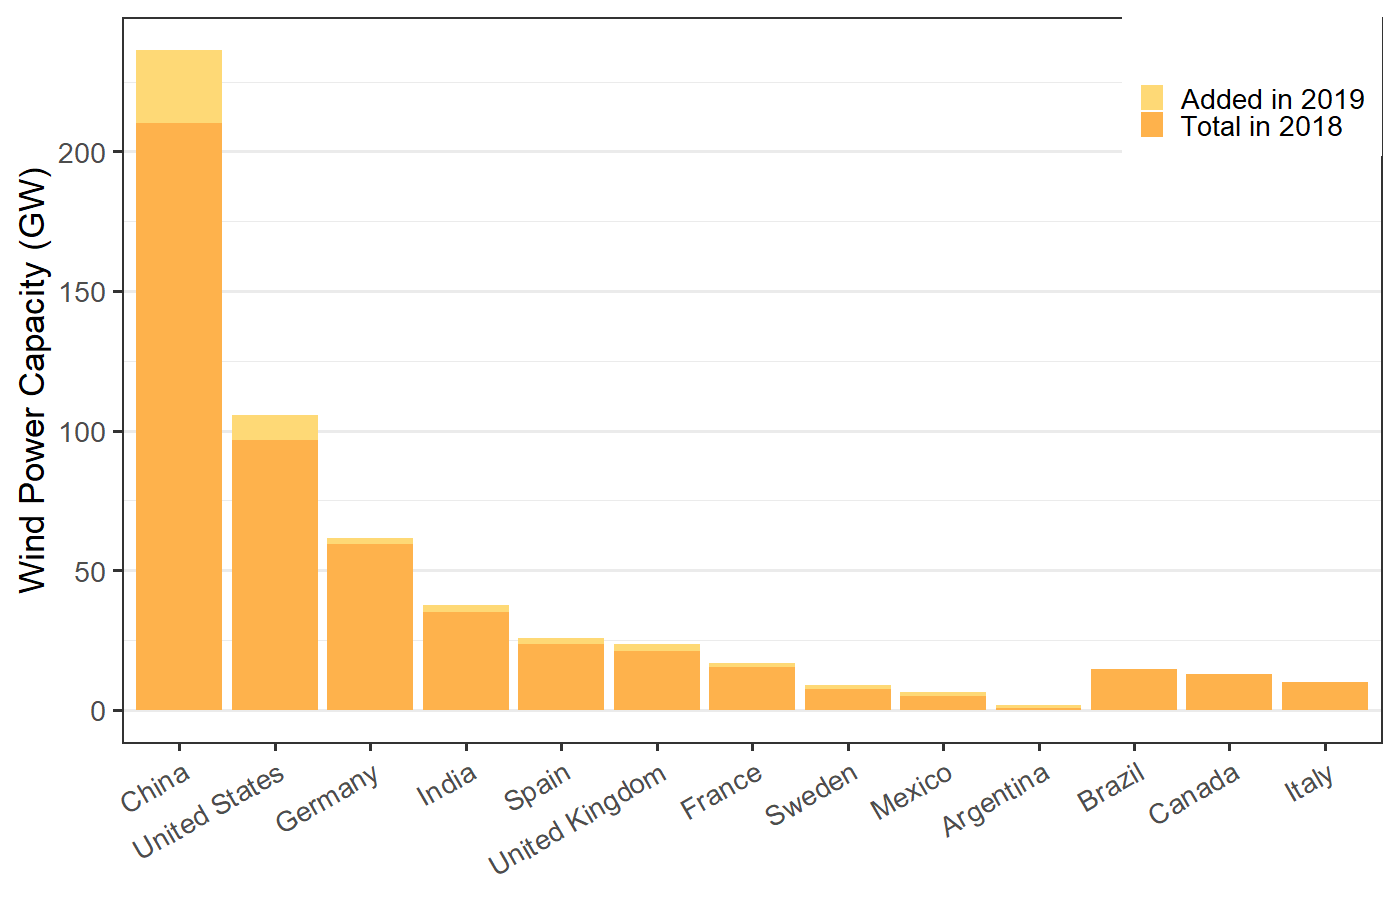 Wind Power Capacity (GW)
200
150
100
50
0
Added in 2019
Total in 2018
China
United States
Germany
India
Spain
United Kingdom
France
Sweden
Mexico
Argentina
Brazil
Canada
Italy